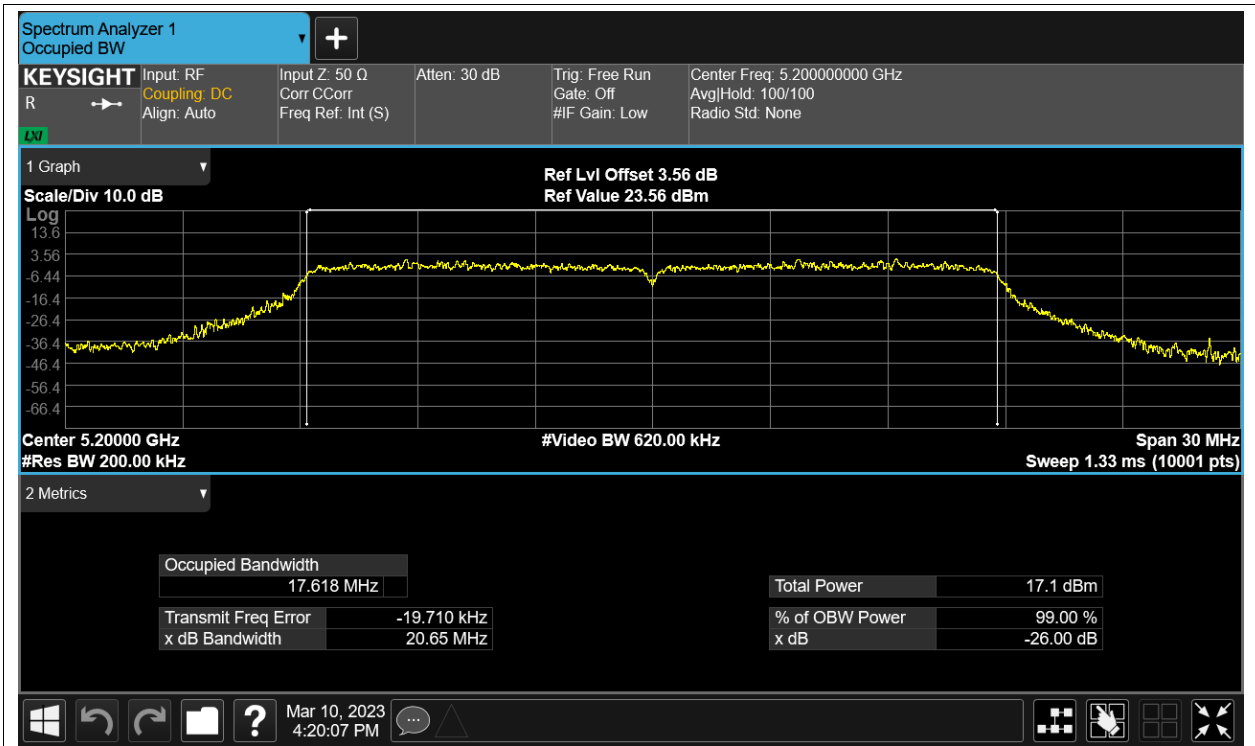 Spectrum Analyzer 1
Occupied BW
KEYSIGHT
R
LXI
Input: RF
Coupling: DC
Align: Auto
Input Z: 50 Ω
Corr CCorr
Freq Ref: Int (S)
Atten: 30 dB
Trig: Free Run
Gate: Off
#IF Gain: Low
Center Freq: 5.200000000 GHz
Avg|Hold: 100/100
Radio Std: None
1 Graph
Scale/Div 10.0 dB
Ref Lvl Offset 3.56 dB
Ref Value 23.56 dBm
Log
13.6
3.56
-6.44
-16.4
-26.4
-36.4
-46.4
-56.4
-66.4
Center 5.20000 GHz
#Video BW 620.00 kHz
Span 30 MHz
#Res BW 200.00 kHz
Sweep 1.33 ms (10001 pts)
2 Metrics
Occupied Bandwidth
17.618 MHz
Total Power 17.1 dBm
Transmit Freq Error -19.710 kHz
% of OBW Power 99.00 %
x dB Bandwidth 20.65 MHz
x dB -26.00 dB
?
Mar 10, 2023
4:20:07 PM